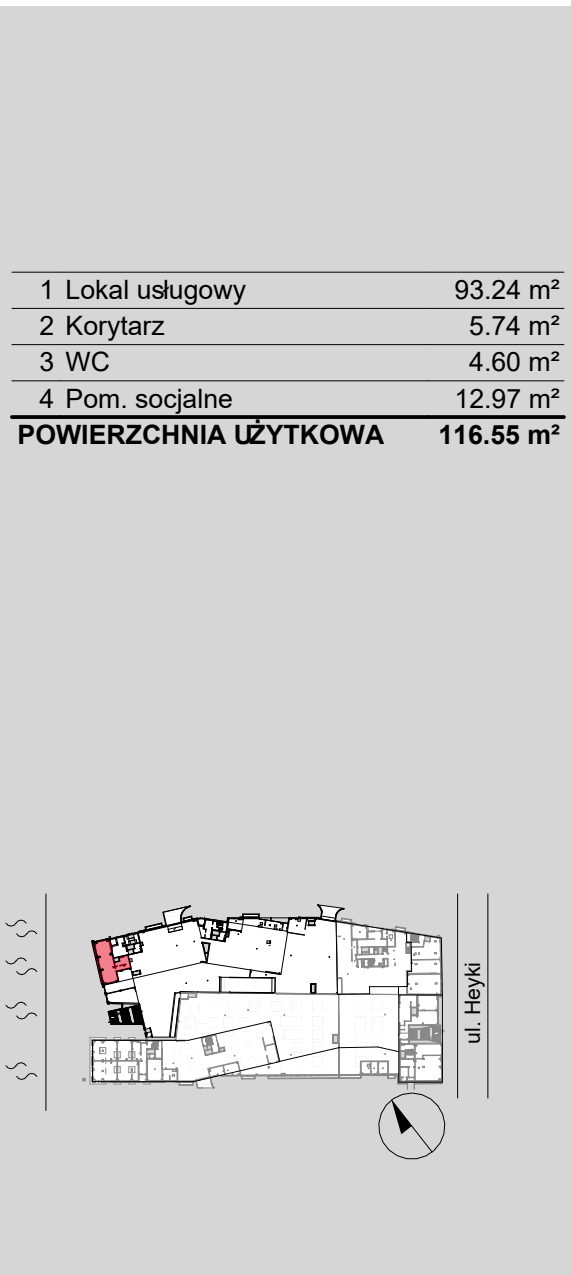 1 Lokal usługowy 93.24 m²
2 Korytarz 5.74 m²
3 WC 4.60 m²
4 Pom. socjalne 12.97 m²
POWIERZCHNIA UŻYTKOWA 116.55 m²
ul. Heyki